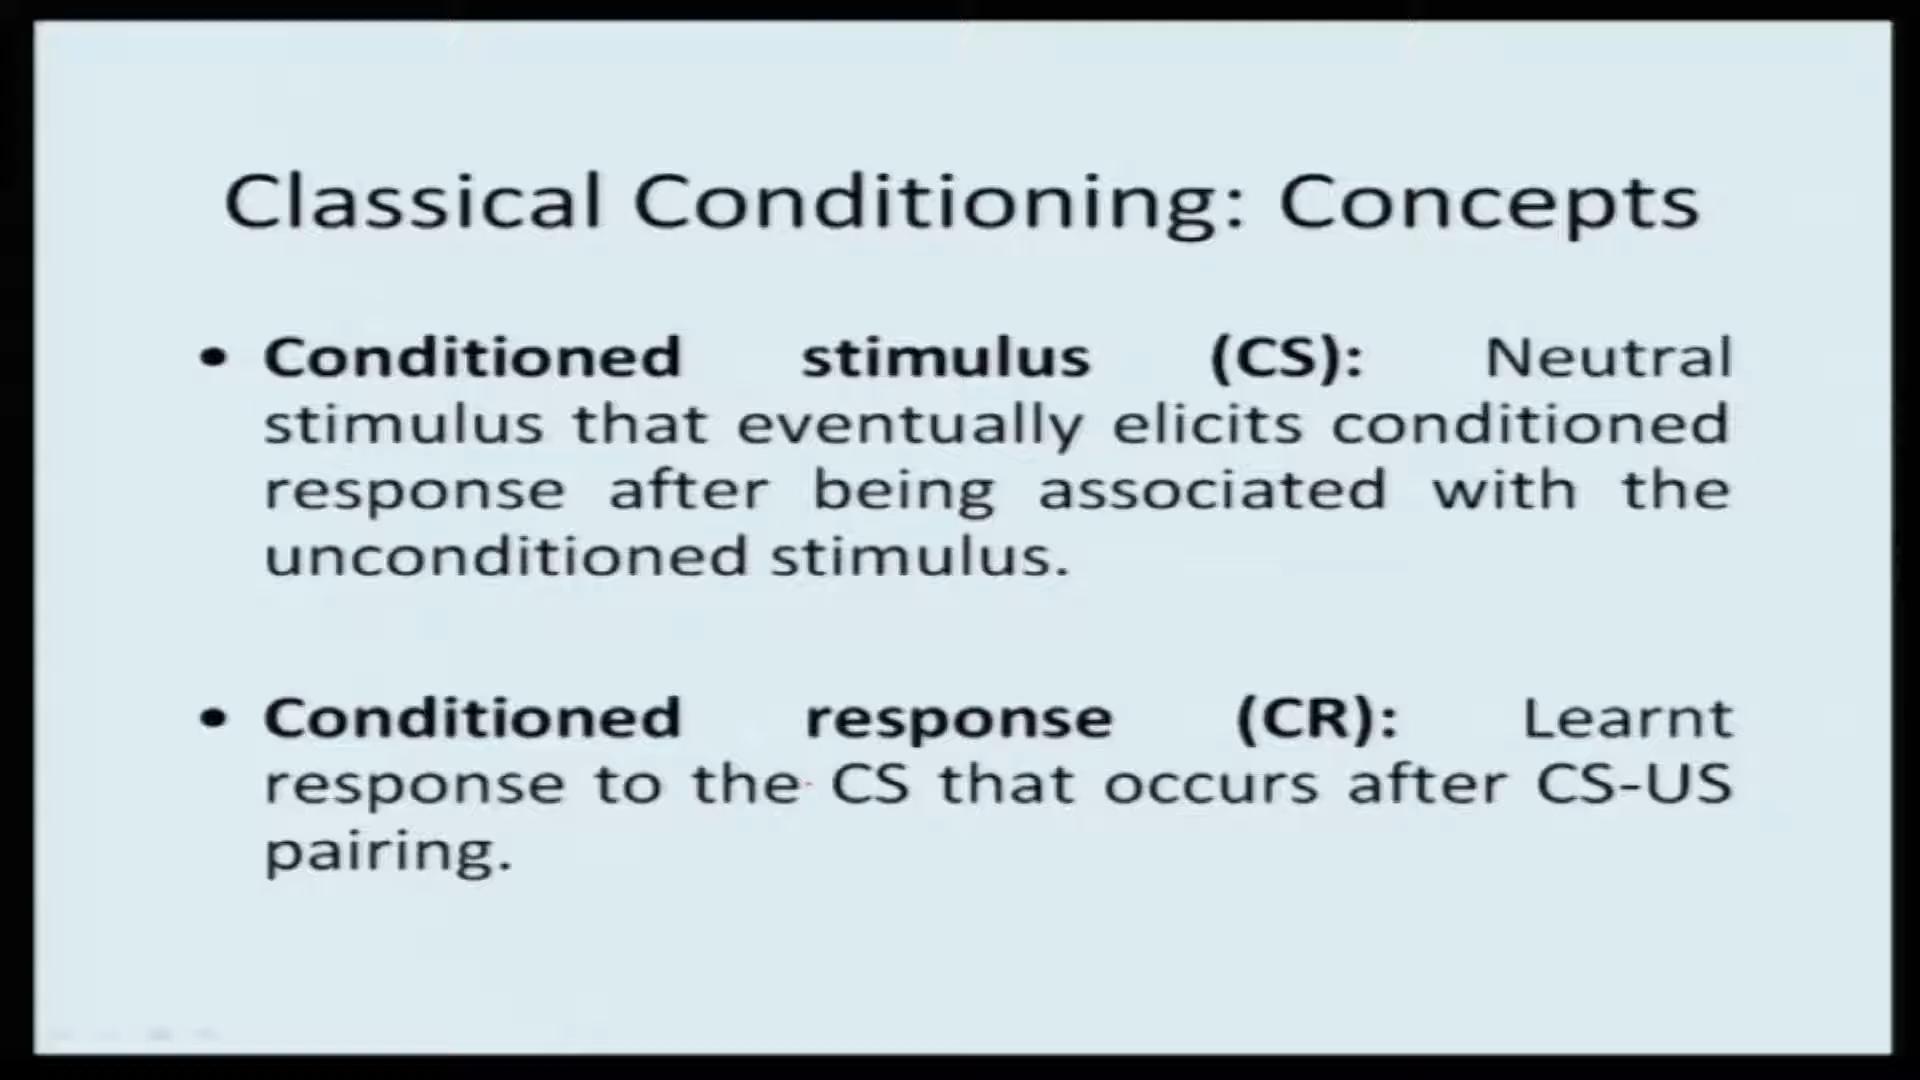 Classical Conditioning: Concepts
• Conditioned stimulus (CS): Neutral
stimulus that eventually elicits conditioned
response after being associated with the
unconditioned stimulus.
• Conditioned response (CR): Learnt
response to the CS that occurs after CS-US
pairing.